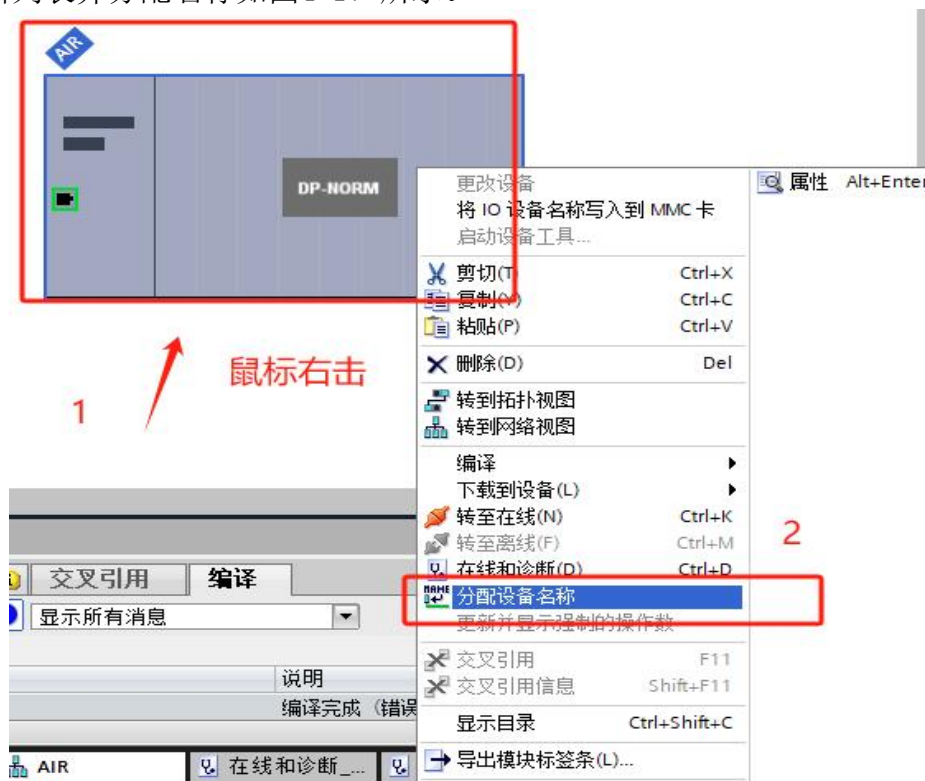 AIR
DP-NORM
更改设备
将 IO 设备名称写入到 MMC 卡
启动设备工具...
剪切(T) Ctrl+X
复制(Y) Ctrl+C
粘贴(P) Ctrl+V
删除(D) Del
转到拓扑视图
转到网络视图
编译
下载到设备(L)
转至在线(N) Ctrl+K
转至离线(F) Ctrl+M
在线和诊断(D) Ctrl+D
分配设备名称
更新并显示强制的操作数
交叉引用 F11
交叉引用信息 Shift+F11
显示目录 Ctrl+Shift+C
导出模块标签条(L)...
属性 Alt+Enter
鼠标右击
1
2
交叉引用 编译
显示所有消息
说明
编译完成（错误
AIR 在线和诊断_...